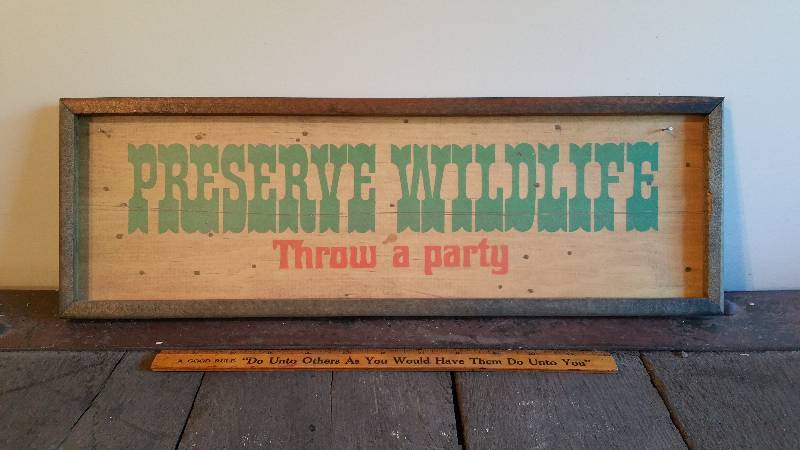 PRESERVE WILDLIFE
Throw a party
A GOOD RULE "Do Unto Others As You Would Have Them Do Unto You"